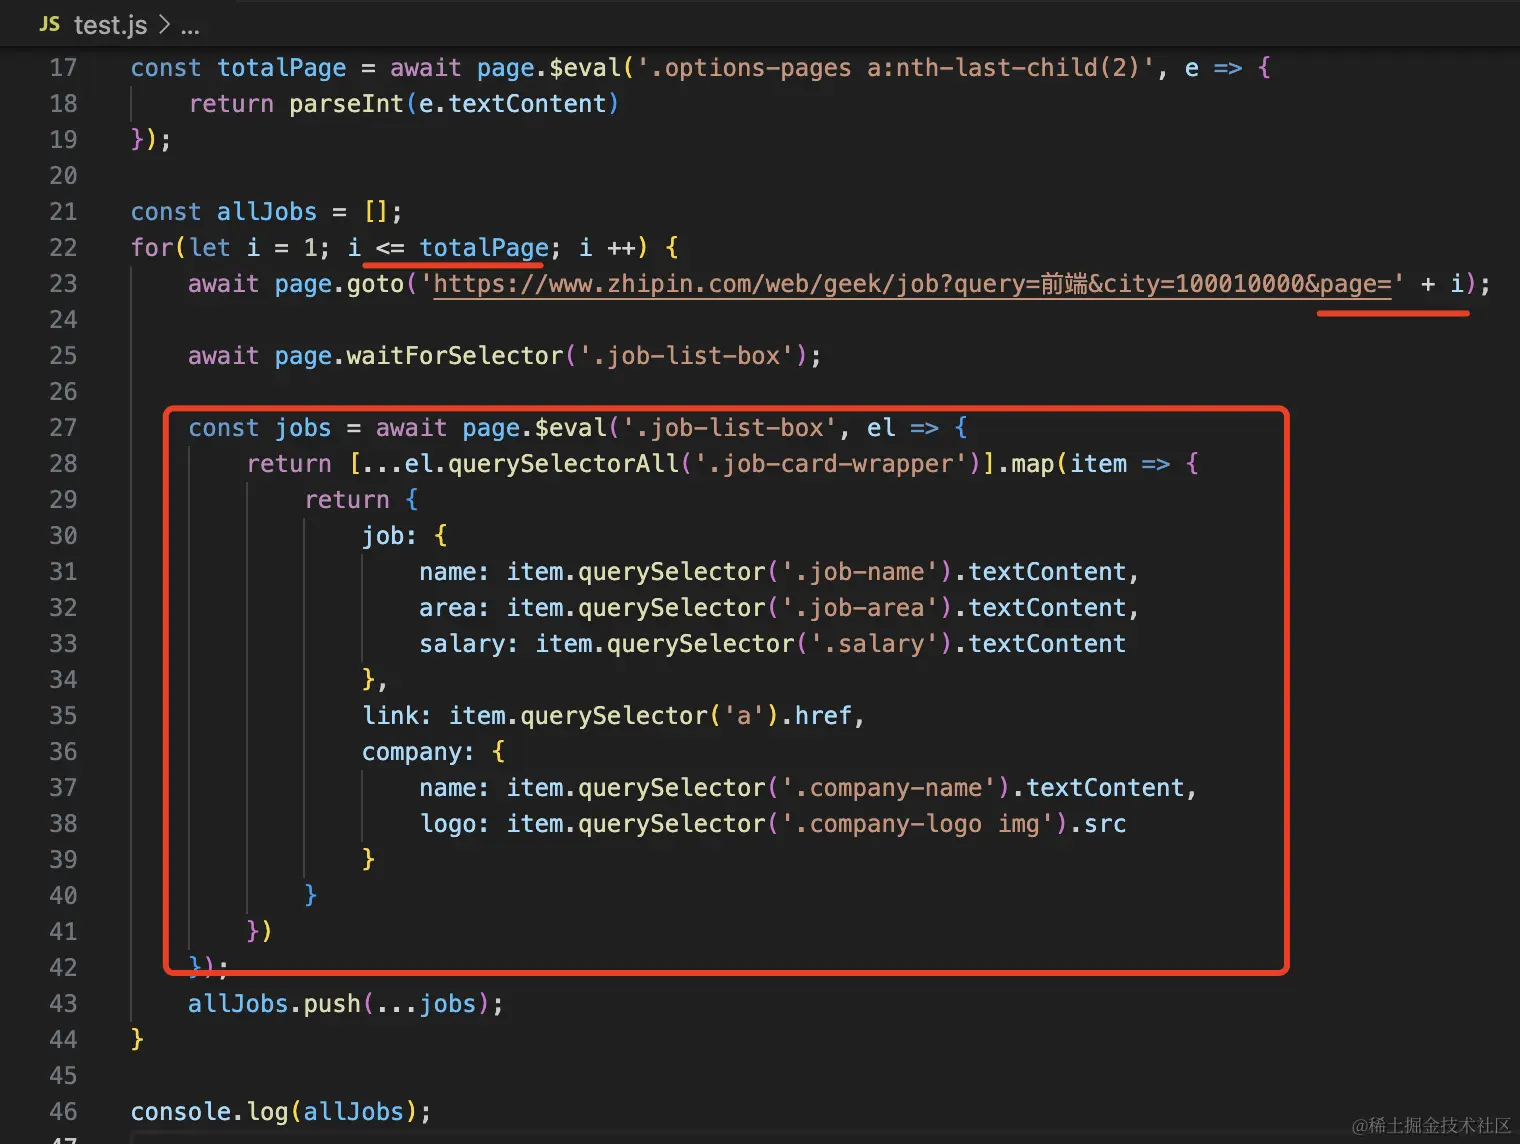 JS test.js > ...
17 const totalPage = await page.$eval('.options-pages a:nth-last-child(2)', e => {
18 return parseInt(e.textContent)
19 });
20
21 const allJobs = [];
22 for(let i = 1; i <= totalPage; i ++) {
23 await page.goto('https://www.zhipin.com/web/geek/job?query=前端&city=100010000&page=' + i);
24
25 await page.waitForSelector('.job-list-box');
26
27 const jobs = await page.$eval('.job-list-box', el => {
28 return [...el.querySelectorAll('.job-card-wrapper')].map(item => {
29 return {
30 job: {
31 name: item.querySelector('.job-name').textContent,
32 area: item.querySelector('.job-area').textContent,
33 salary: item.querySelector('.salary').textContent
34 },
35 link: item.querySelector('a').href,
36 company: {
37 name: item.querySelector('.company-name').textContent,
38 logo: item.querySelector('.company-logo img').src
39 }
40 }
41 })
42 });
43 allJobs.push(...jobs);
44 }
45
46 console.log(allJobs);
47
@稀土掘金技术社区